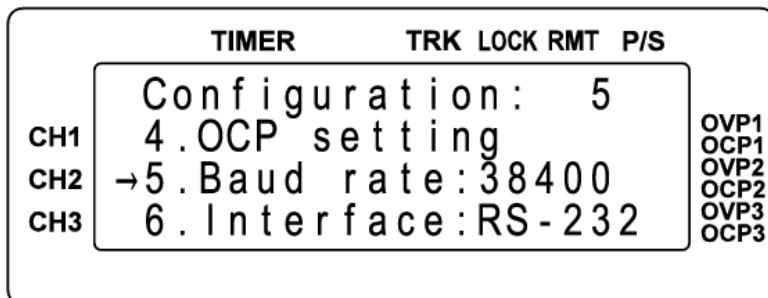 TIMER TRK LOCK RMT P/S
Configuration: 5
CH1 4.OCP setting OVP1 OCP1
CH2 →5.Baud rate:38400 OVP2 OCP2
CH3 6.Interface:RS-232 OVP3 OCP3